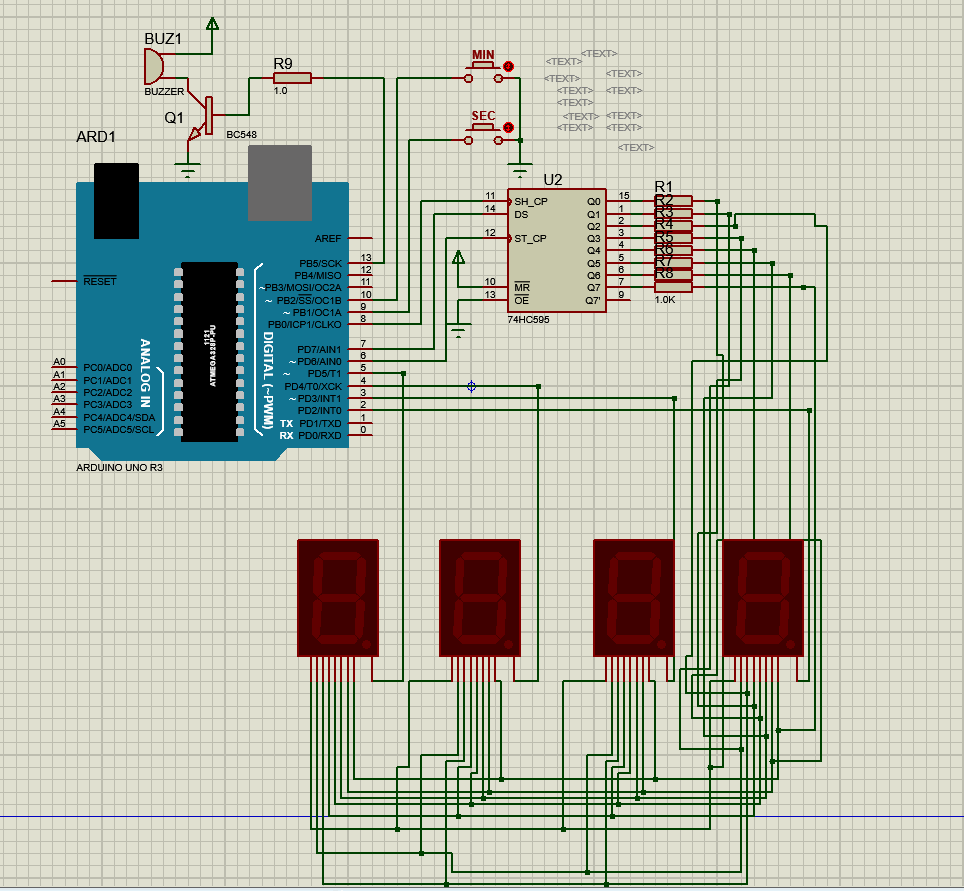 BUZ1
BUZZER
R9
1.0
Q1
BC548
MIN
SEC
<TEXT>
<TEXT>
<TEXT>
<TEXT>
<TEXT>
<TEXT>
<TEXT>
<TEXT>
<TEXT>
<TEXT>
<TEXT>
ARD1
RESET
AREF
PB5/SCK 13
PB4/MISO 12
~PB3/MOSI/OC2A 11
~ PB2/SS/OC1B 10
~ PB1/OC1A 9
PB0/ICP1/CLKO 8
PD7/AIN1 7
~PD6/AIN0 6
~ PD5/T1 5
PD4/T0/XCK 4
~ PD3/INT1 3
PD2/INT0 2
TX PD1/TXD 1
RX PD0/RXD 0
DIGITAL (~PWM)
1121
ATMEGA328P-PU
ANALOG IN
A0 PC0/ADC0
A1 PC1/ADC1
A2 PC2/ADC2
A3 PC3/ADC3
A4 PC4/ADC4/SDA
A5 PC5/ADC5/SCL
ARDUINO UNO R3
U2
11 SH_CP
14 DS
12 ST_CP
10 MR
13 OE
Q0 15
Q1 1
Q2 2
Q3 3
Q4 4
Q5 5
Q6 6
Q7 7
Q7' 9
74HC595
R1
R2
R3
R4
R5
R6
R7
R8
1.0K